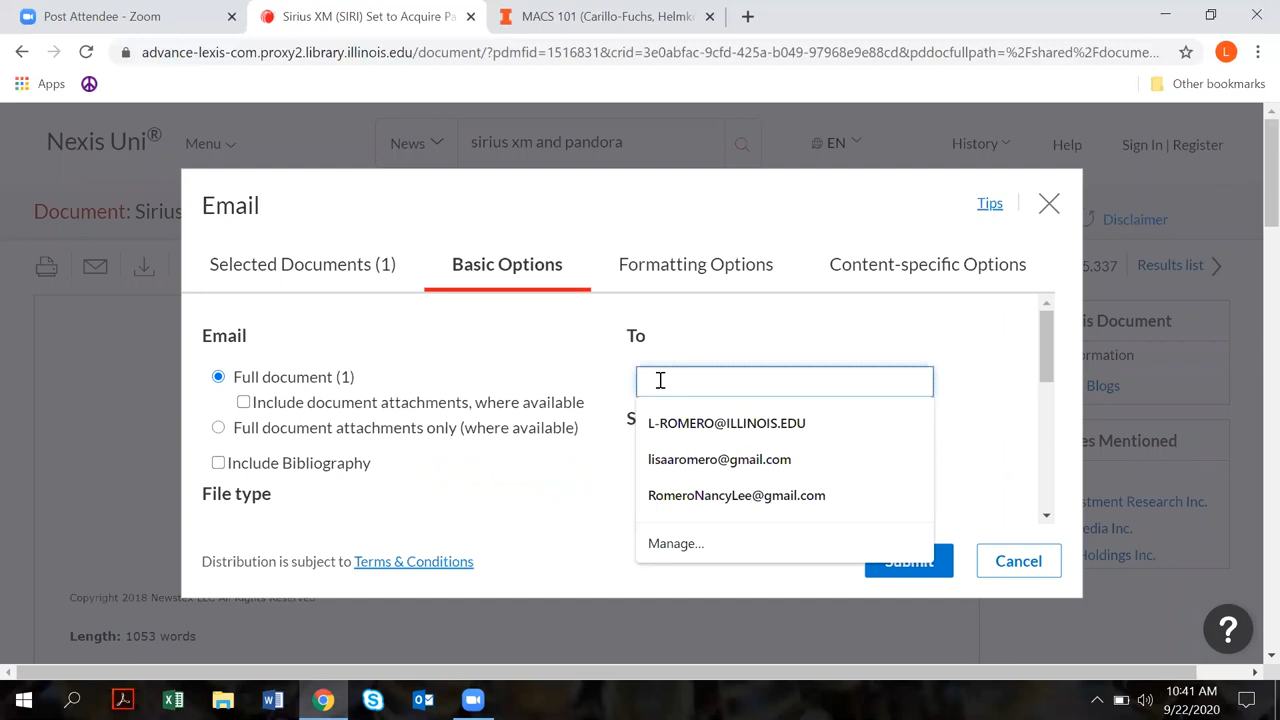 Post Attendee - Zoom
Sirius XM (SIRI) Set to Acquire Pa
MACS 101 (Carillo-Fuchs, Helmk
advance-lexis-com.proxy2.library.illinois.edu/document/?pdmfid=1516831&crid=3e0abfac-9cfd-425a-b049-97968e9e88cd&pddocfullpath=%2Fshared%2Fdocume...
L
Apps
Other bookmarks
Nexis Uni®
Menu
News
sirius xm and pandora
EN
History
Help
Sign In | Register
Document: Sirius
Disclaimer
5,337
Results list
Email
Tips
Selected Documents (1)
Basic Options
Formatting Options
Content-specific Options
Email
Full document (1)
Include document attachments, where available
Full document attachments only (where available)
Include Bibliography
File type
To
S
L-ROMERO@ILLINOIS.EDU
lisaaromero@gmail.com
RomeroNancyLee@gmail.com
Manage...
Distribution is subject to Terms & Conditions
Submit
Cancel
is Document
ormation
Blogs
es Mentioned
stment Research Inc.
edia Inc.
Holdings Inc.
Copyright 2018 Newstex LLC All Rights Reserved
Length: 1053 words
?
10:41 AM
9/22/2020